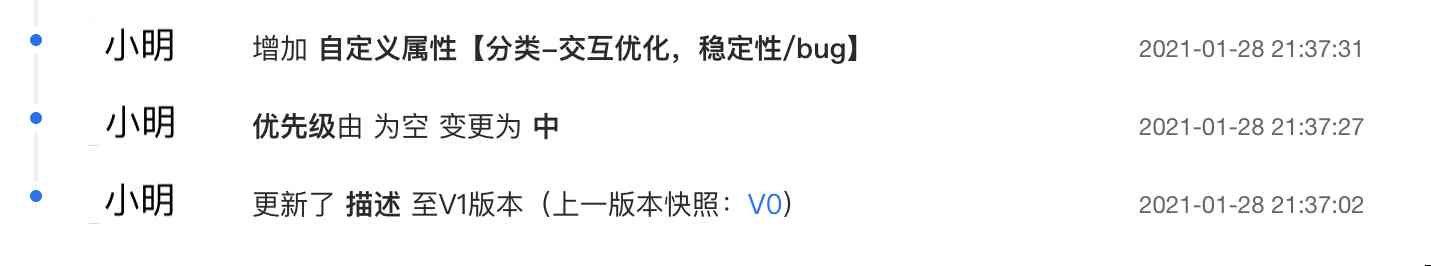 小明 增加 自定义属性【分类-交互优化，稳定性/bug】 2021-01-28 21:37:31
小明 优先级由 为空 变更为 中 2021-01-28 21:37:27
小明 更新了 描述 至V1版本（上一版本快照：V0） 2021-01-28 21:37:02